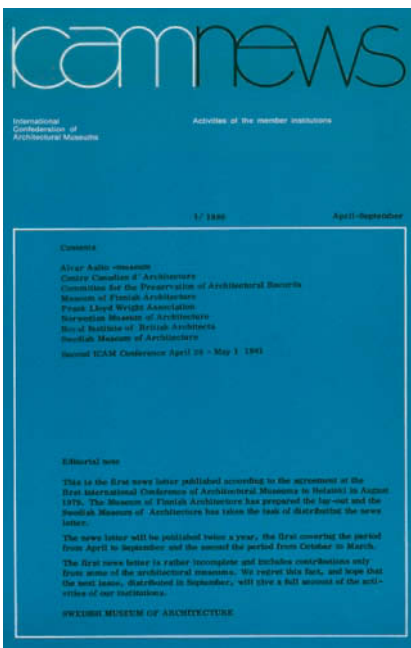 icamnews
International
Confederation of
Architectural Museums
Activities of the member institutions
April-September
Contents
Alvar Aalto -museum
Centre Canadien d'Architecture
Committee for the Preservation of Architectural Records
Museum of Finnish Architecture
Frank Lloyd Wright Association
Norwegian Museum of Architecture
Royal Institute of British Architects
Swedish Museum of Architecture
Second ICAM Conference April - May 1
Editorial note
This is the first news letter published according to the agreement at the
first International Conference of Architectural Museums in Helsinki in August
1979. The Museum of Finnish Architecture has prepared the lay-out and the
Swedish Museum of Architecture has taken the task of distributing the news
letter.
The news letter will be published twice a year, the first covering the period
from April to September and the second the period from October to March.
The first news letter is rather incomplete and includes contributions only
from some of the architectural museums. We regret this fact, and hope that
the next issue, distributed in September, will give a full account of the acti-
vities of our institutions.
SWEDISH MUSEUM OF ARCHITECTURE